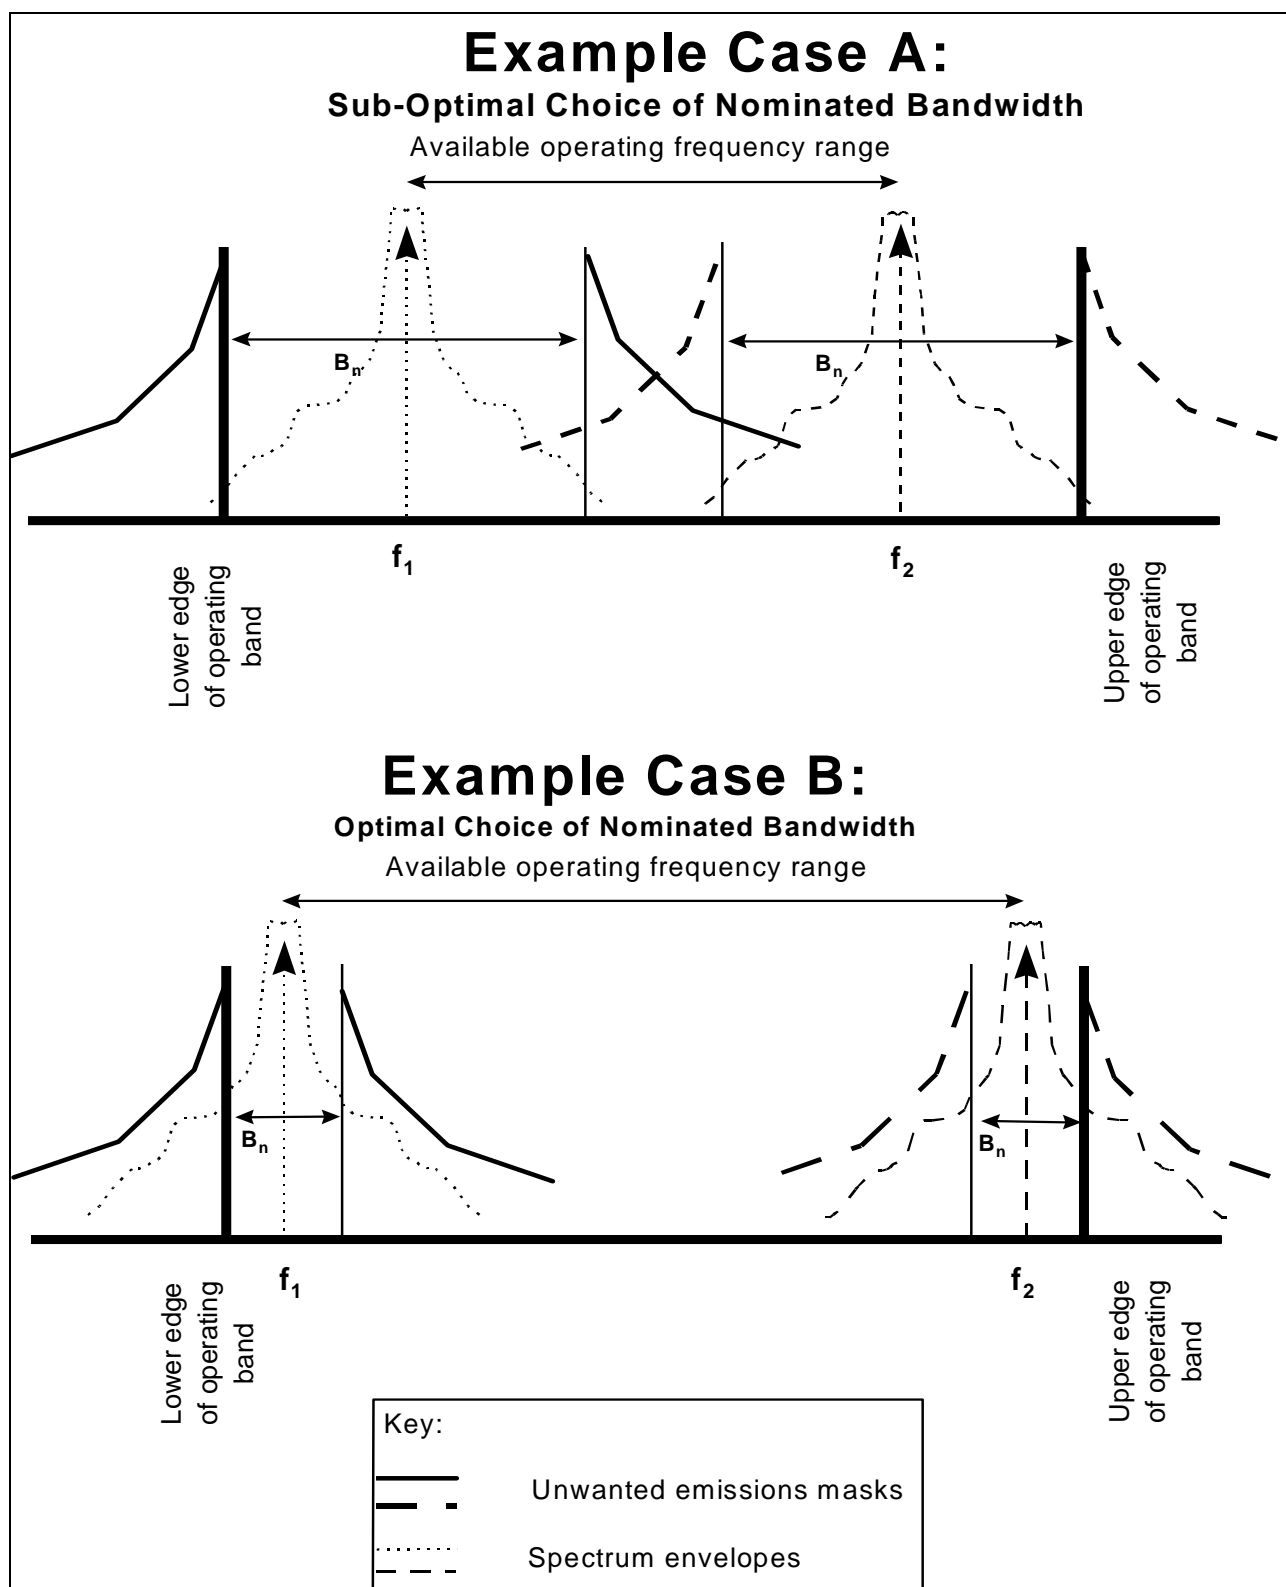 Example Case A:
Sub-Optimal Choice of Nominated Bandwidth
Available operating frequency range
Bn
Bn
f1
f2
Lower edge
of operating
band
Upper edge
of operating
band
Example Case B:
Optimal Choice of Nominated Bandwidth
Available operating frequency range
Bn
Bn
f1
f2
Lower edge
of operating
band
Upper edge
of operating
band
Key:
Unwanted emissions masks
Spectrum envelopes